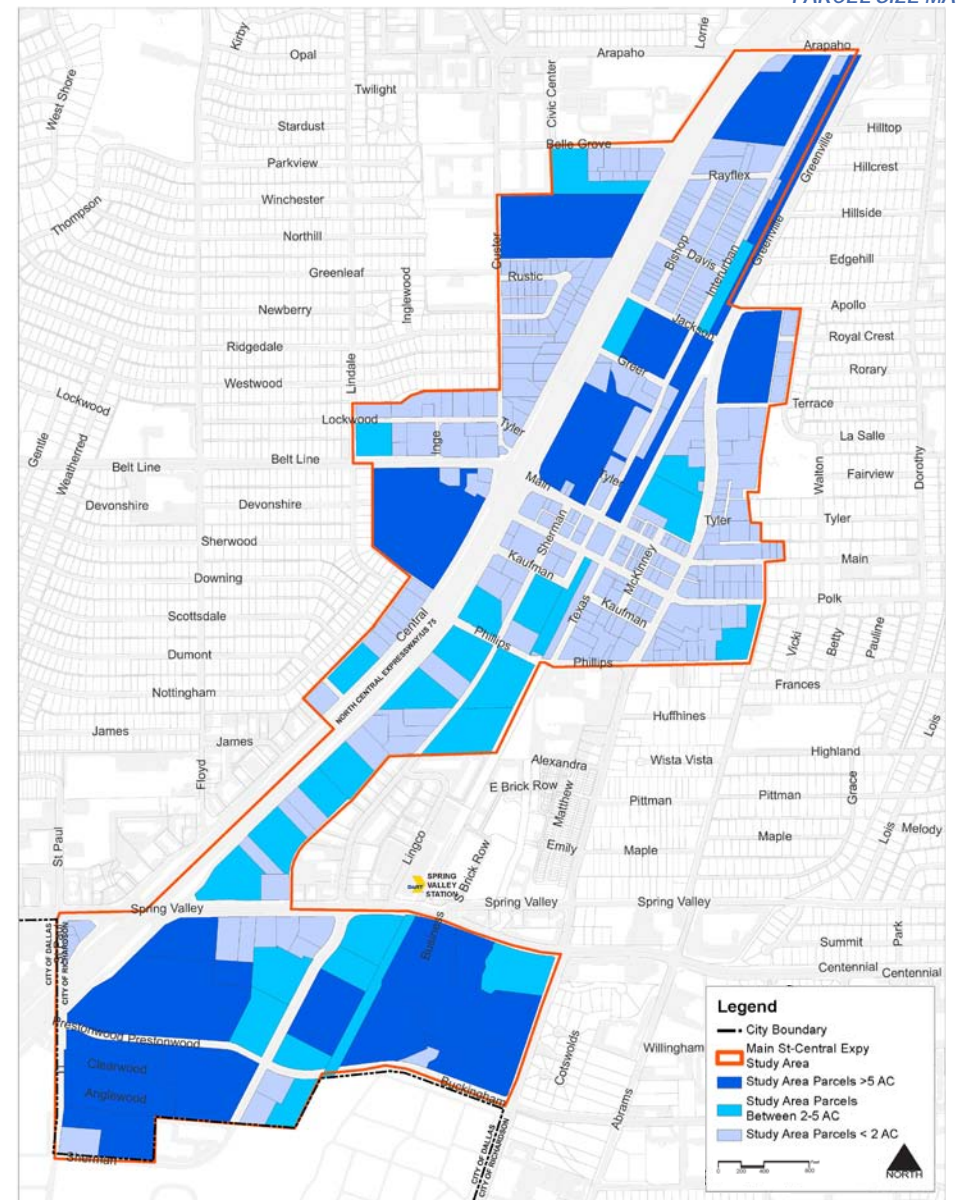 PARCEL SIZE MA
Kirby
Opal
Arapaho
Lorrie
Arapaho
West Shore
Twilight
Civic Center
Stardust
Hilltop
Belle Grove
Greenville
Parkview
Hillcrest
Rayflex
Winchester
Thompson
Hillside
Northill
Custer
Bishop
Davis
Interurban
Greenville
Greenleaf
Inglewood
Rustic
Edgehill
Newberry
Apollo
Jackson
Royal Crest
Ridgedale
Greer
Rorary
Westwood
Lindale
Lockwood
Terrace
Lockwood
Tyler
Gentle
Weatherred
Inge
La Salle
Belt Line
Belt Line
Walton
Fairview
Dorothy
Main
Tyler
Devonshire
Devonshire
Sherman
Tyler
Tyler
Sherwood
Main
Kaufman
McKinney
Downing
Polk
Scottsdale
Central
Texas
Kaufman
Phillips
Vicki
Betty
Pauline
Dumont
NORTH CENTRAL EXPRESSWAY/US 75
Phillips
Nottingham
Frances
Huffhines
Lois
James
James
Highland
Alexandra
Wista Vista
Floyd
E Brick Row
Matthew
Pittman
Pittman
Grace
St Paul
Lingco
Emily
Maple
Maple
Lois
Melody
S Brick Row
SPRING
VALLEY
STATION
DART
Spring Valley
Spring Valley
Spring Valley
Business
Summit
Park
CITY OF DALLAS
CITY OF RICHARDSON
Centennial
Centennial
Prestonwood
Prestonwood
Clearwood
Cotswolds
Willingham
Anglewood
Buckingham
Abrams
Sherman
CITY OF DALLAS
CITY OF RICHARDSON
Legend
City Boundary
Main St-Central Expy
Study Area
Study Area Parcels >5 AC
Study Area Parcels
Between 2-5 AC
Study Area Parcels < 2 AC
0 200 400 800
Feet
NORTH